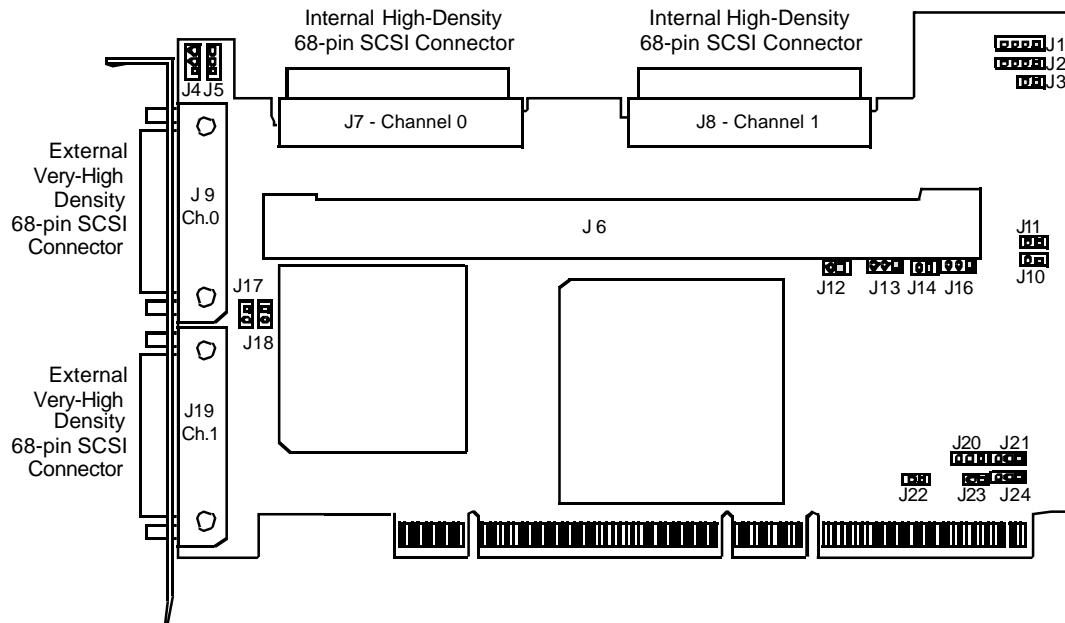 Internal High-Density
68-pin SCSI Connector
Internal High-Density
68-pin SCSI Connector
J1
J2
J3
J4 J5
J7 - Channel 0
J8 - Channel 1
External
Very-High
Density
68-pin SCSI
Connector
J 9
Ch.0
J 6
J11
J10
J12
J13
J14
J16
J17
J18
External
Very-High
Density
68-pin SCSI
Connector
J19
Ch.1
J20
J21
J22
J23
J24